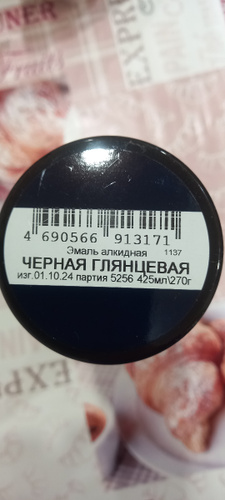 4 690566 913171
Эмаль алкидная 1137
ЧЕРНАЯ ГЛЯНЦЕВАЯ
изг.01.10.24 партия 5256 425мл\270г